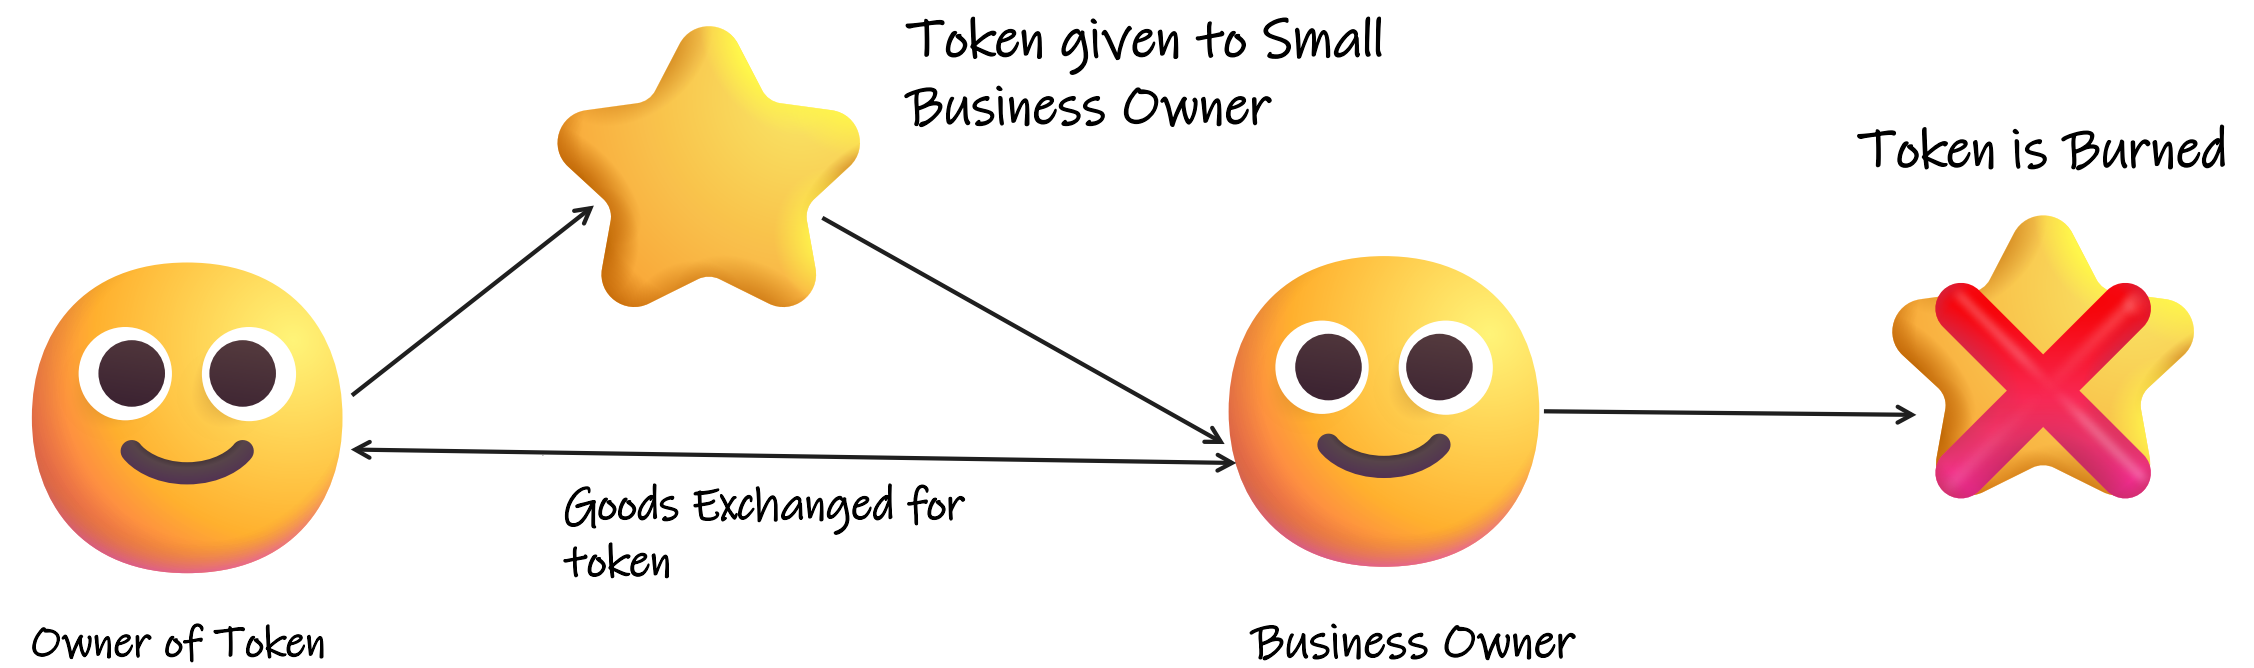 Token given to Small
Business Owner
Token is Burned
Goods Exchanged for
token
Owner of Token
Business Owner